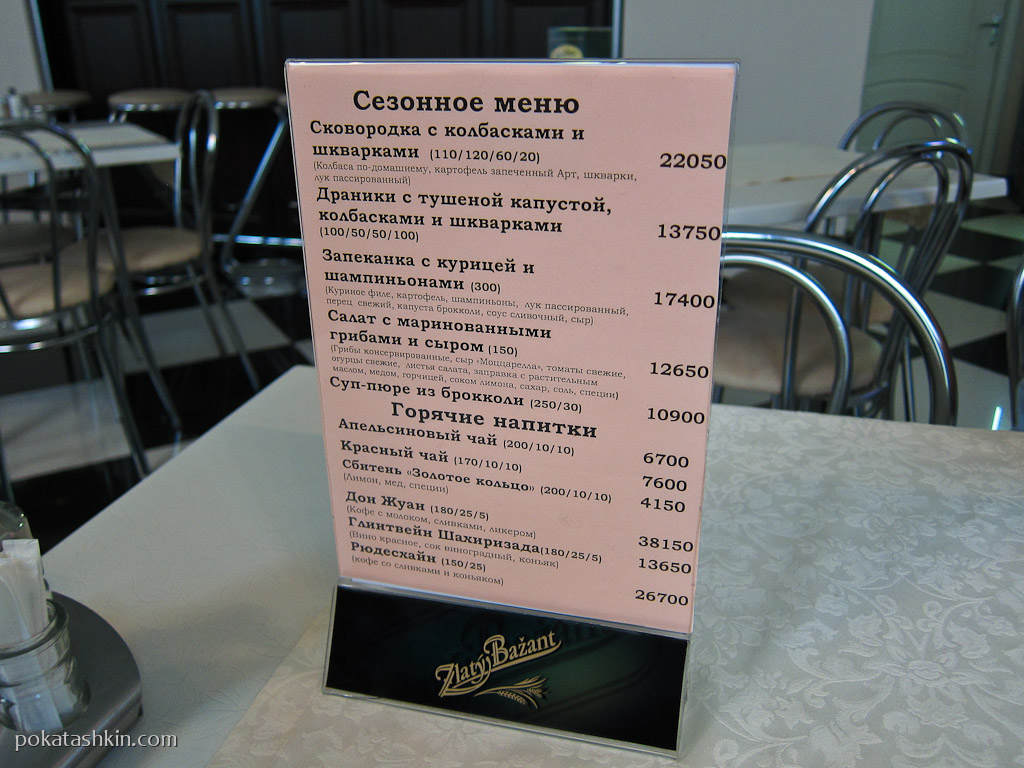 Сезонное меню
Сковородка с колбасками и
шкварками (110/120/60/20) 22050
(Колбаса по-домашнему, картофель запеченный Арт, шкварки,
лук пассированный)
Драники с тушеной капустой,
колбасками и шкварками 13750
(100/50/50/100)
Запеканка с курицей и
шампиньонами (300) 17400
(Куриное филе, картофель, шампиньоны, лук пассированный,
перец свежий, капуста брокколи, соус сливочный, сыр)
Салат с маринованными
грибами и сыром (150) 12650
(Грибы консервированные, сыр «Моццарелла», томаты свежие,
огурцы свежие, листья салата, заправка с растительным
маслом, медом, горчицей, соком лимона, сахар, соль, специи)
Суп-пюре из брокколи (250/30) 10900
Горячие напитки
Апельсиновый чай (200/10/10) 6700
Красный чай (170/10/10) 7600
Сбитень «Золотое кольцо» (200/10/10) 4150
(Лимон, мед, специи)
Дон Жуан (180/25/5) 38150
(Кофе с молоком, сливками, ликером)
Глинтвейн Шахиризада(180/25/5) 13650
(Вино красное, сок виноградный, коньяк)
Рюдесхайн (150/25) 26700
(кофе со сливками и коньяком)
Zlatý Bažant
pokatashkin.com